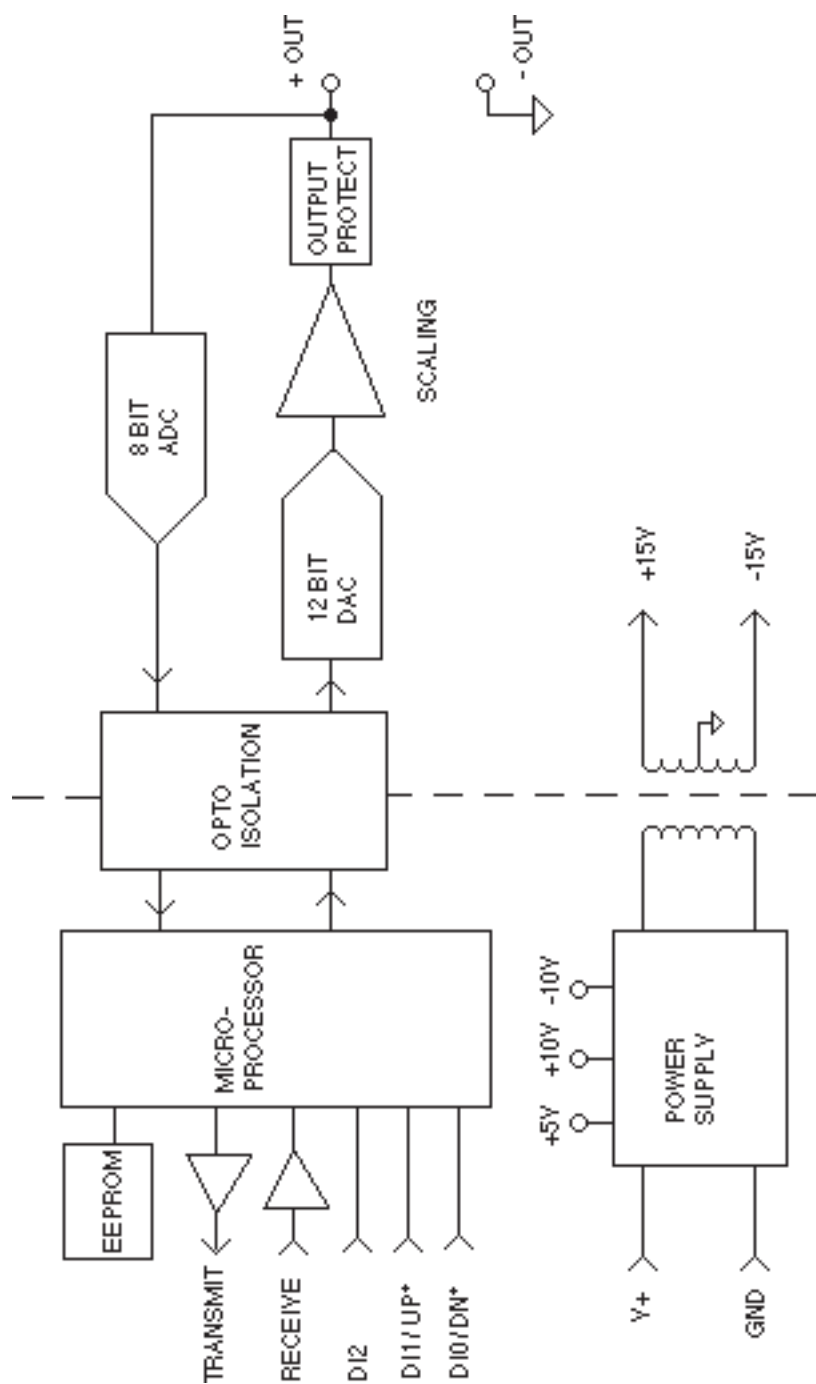 EEPROM
TRANSMIT
RECEIVE
DI2
DI1/UP*
DI0/DN*
MICRO-
PROCESSOR
OPTO
ISOLATION
8 BIT
ADC
12 BIT
DAC
SCALING
OUTPUT
PROTECT
+ OUT
- OUT
V+
GND
+5V
+10V
-10V
POWER
SUPPLY
+15V
-15V